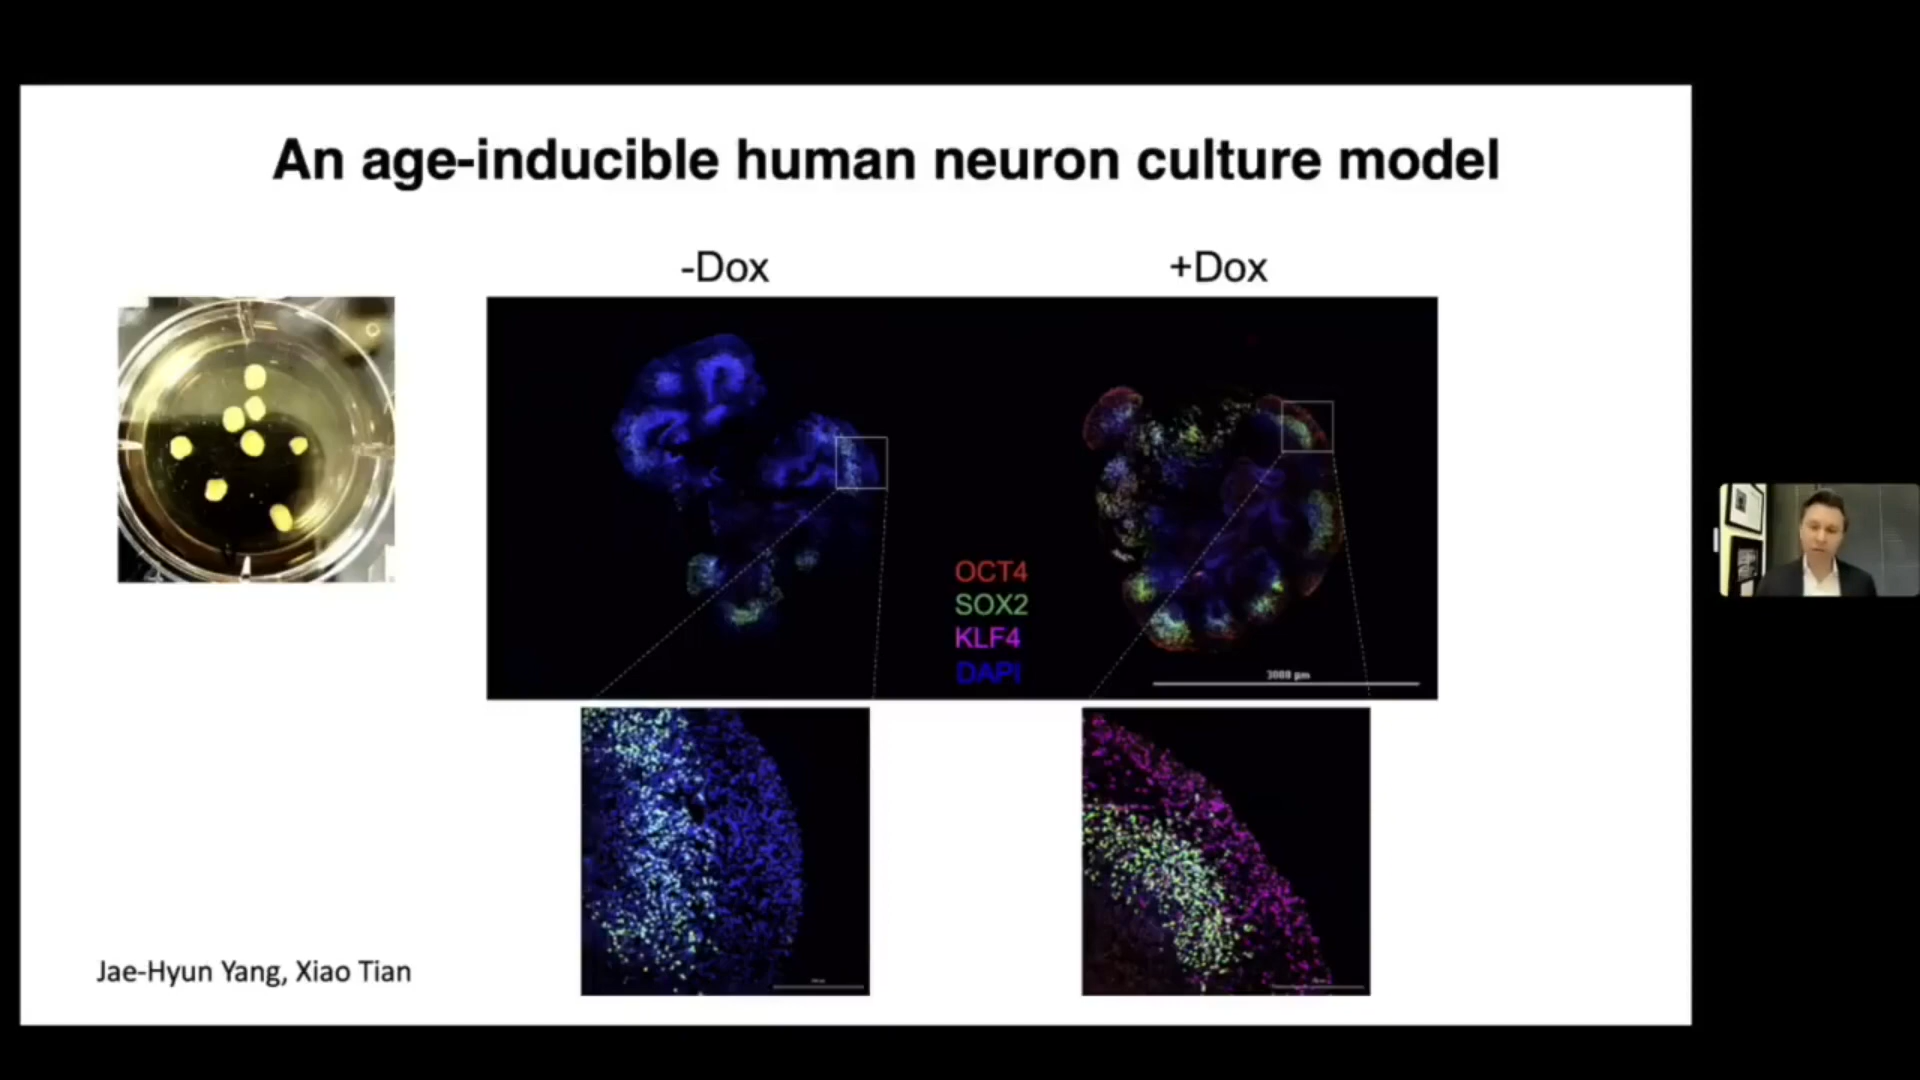 An age-inducible human neuron culture model
-Dox
+Dox
OCT4
SOX2
KLF4
DAPI
Jae-Hyun Yang, Xiao Tian